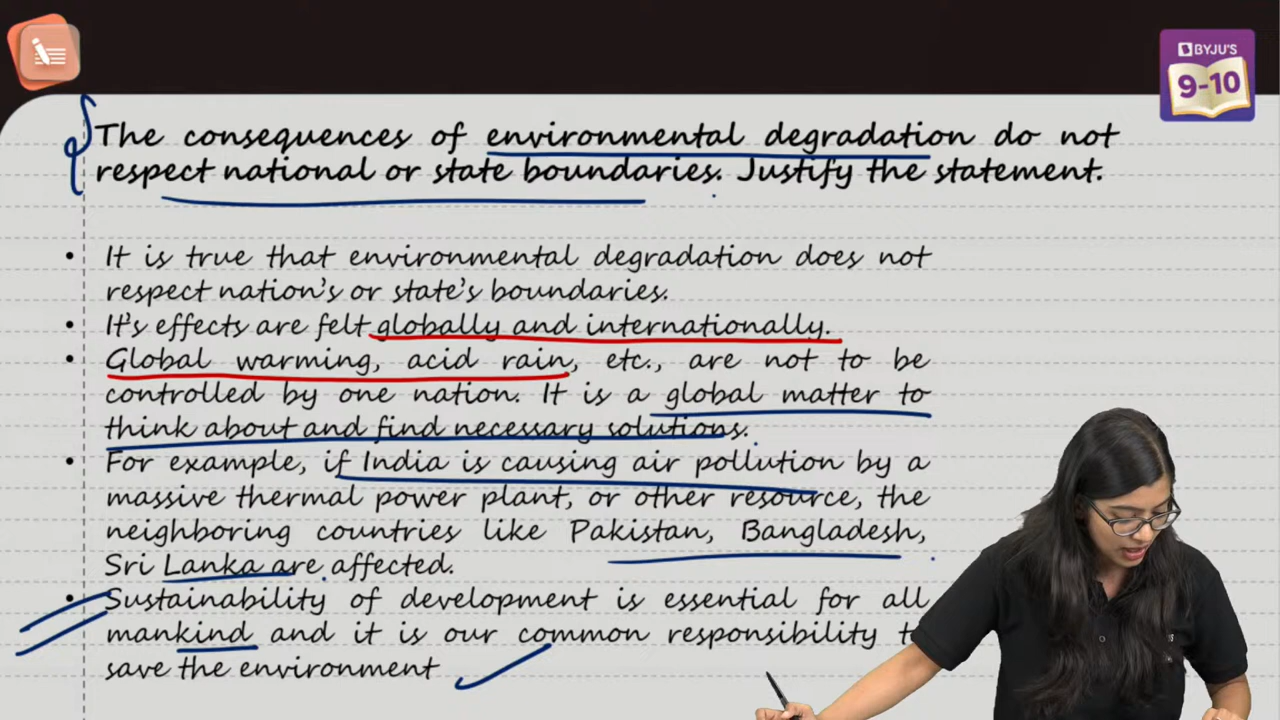 BYJU'S
9-10
The consequences of environmental degradation do not
respect national or state boundaries. Justify the statement.
• It is true that environmental degradation does not
respect nation's or state's boundaries.
• It's effects are felt globally and internationally.
• Global warming, acid rain, etc., are not to be
controlled by one nation. It is a global matter to
think about and find necessary solutions.
• For example, if India is causing air pollution by a
massive thermal power plant, or other resource, the
neighboring countries like Pakistan, Bangladesh,
Sri Lanka are affected.
• Sustainability of development is essential for all
mankind and it is our common responsibility
save the environment